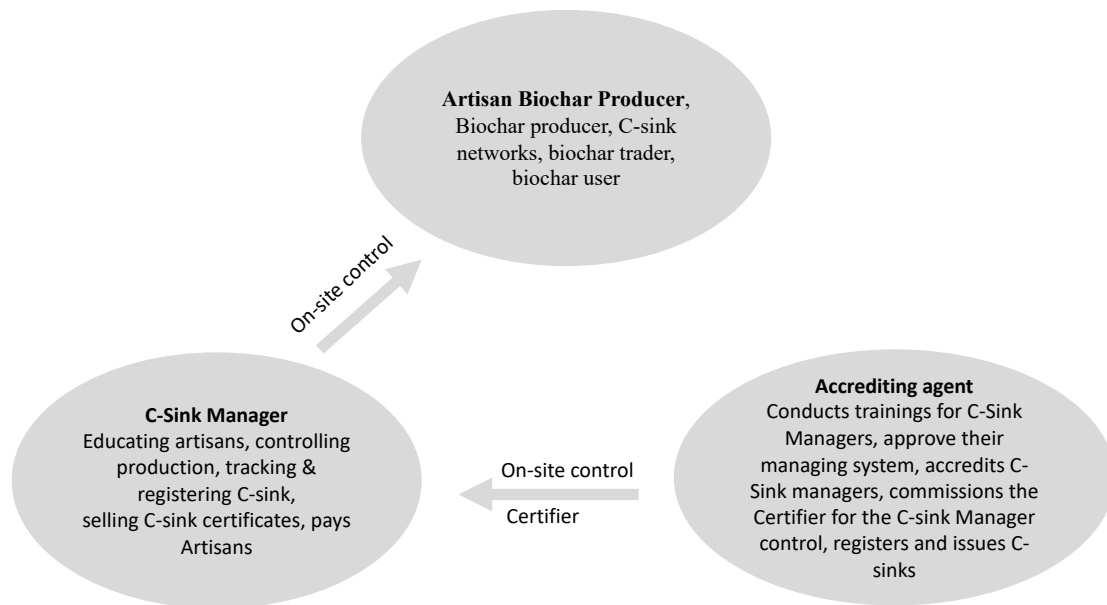 Artisan Biochar Producer,
Biochar producer, C-sink
networks, biochar trader,
biochar user
On-site control
C-Sink Manager
Educating artisans, controlling
production, tracking &
registering C-sink,
selling C-sink certificates, pays
Artisans
On-site control
Certifier
Accrediting agent
Conducts trainings for C-Sink
Managers, approve their
managing system, accredits C-
Sink managers, commissions the
Certifier for the C-sink Manager
control, registers and issues C-
sinks